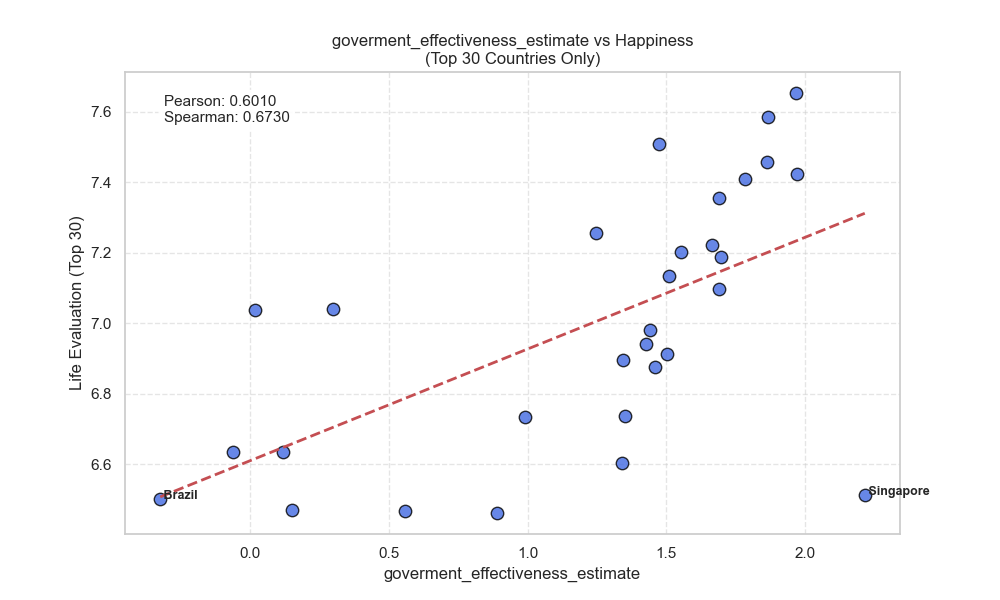 goverment_effectiveness_estimate vs Happiness
(Top 30 Countries Only)
Pearson: 0.6010
Spearman: 0.6730
Life Evaluation (Top 30)
7.6
7.4
7.2
7.0
6.8
6.6
Brazil
Singapore
0.0 0.5 1.0 1.5 2.0
goverment_effectiveness_estimate